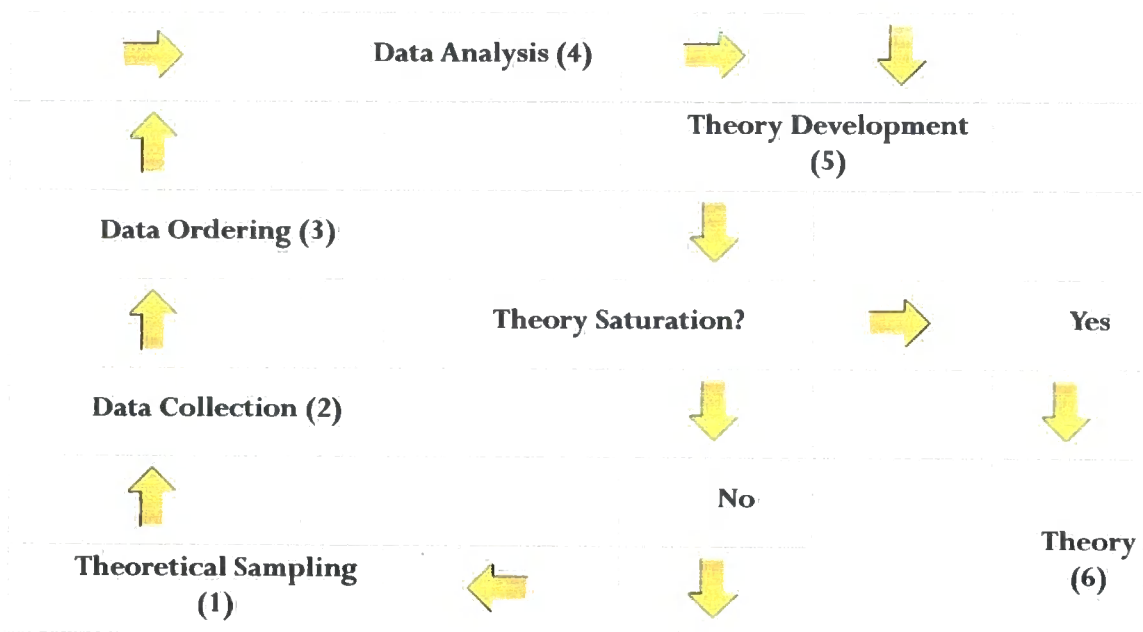 Data Analysis (4)
Theory Development
(5)
Data Ordering (3)
Theory Saturation?
Yes
Data Collection (2)
No
Theory
(6)
Theoretical Sampling
(1)